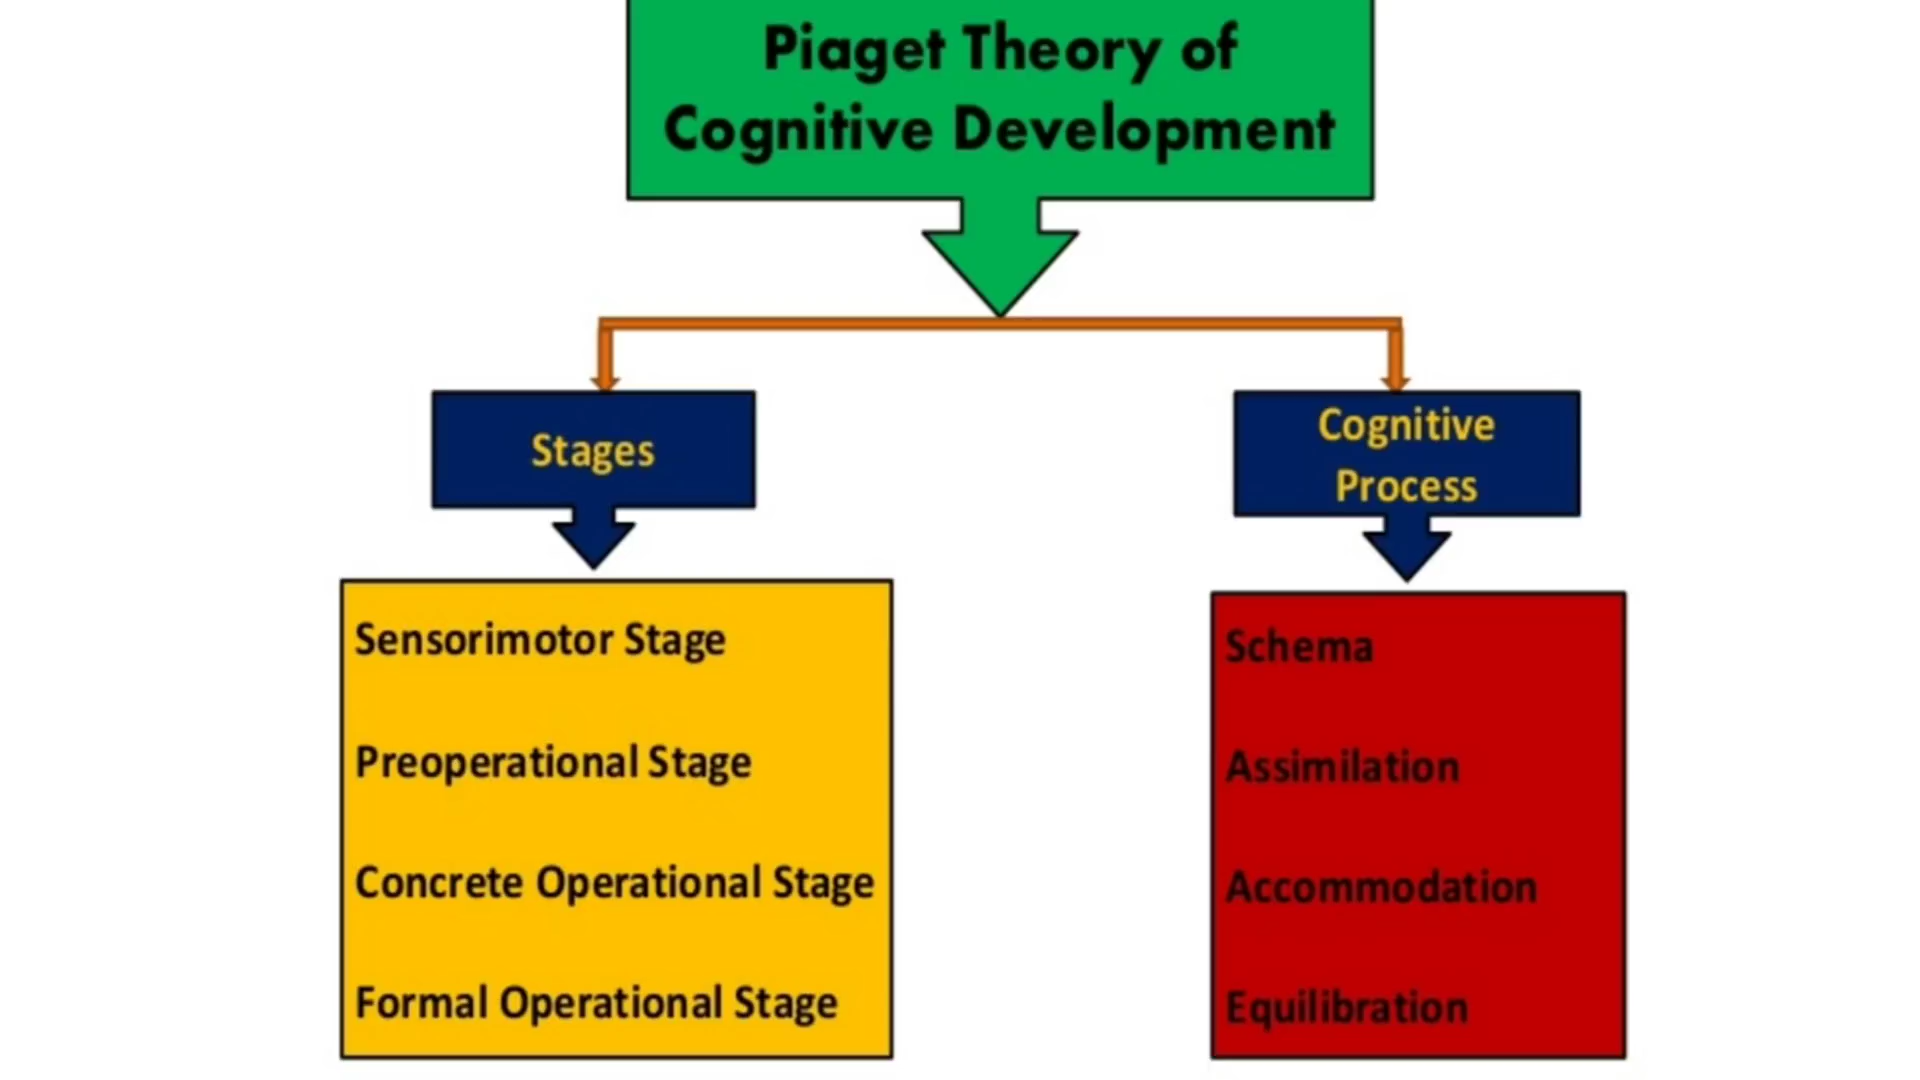 Piaget Theory of
Cognitive Development
Stages
Cognitive
Process
Sensorimotor Stage
Preoperational Stage
Concrete Operational Stage
Formal Operational Stage
Schema
Assimilation
Accommodation
Equilibration